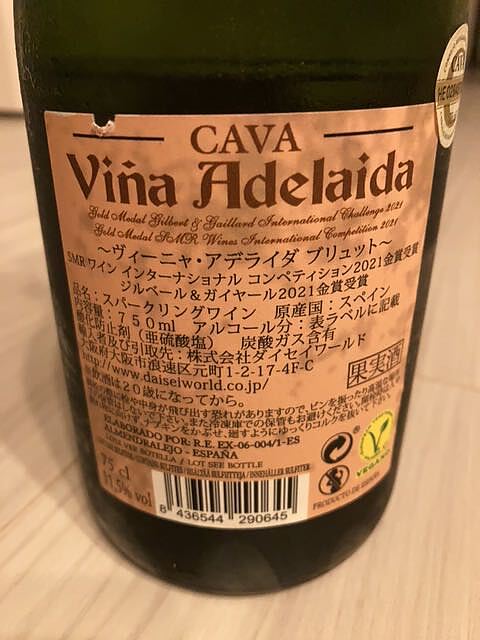 CAVA
Viña Adelaida
Gold Medal Gilbert & Gaillard International Challenge 2021
Gold Medal SMR Wines International Competition 2021
～ヴィーニャ・アデライダ ブリュット～
SMRワイン インターナショナル コンペティション2021金賞受賞
ジルベール＆ガイヤール2021金賞受賞
品名：スパークリングワイン 原産国：スペイン
内容量：750ml アルコール分：表ラベルに記載
酸化防止剤（亜硫酸塩） 炭酸ガス含有
輸入者及び引取先：株式会社ダイセイワールド
大阪府大阪市浪速区元町1-2-17-4F-C
http://www.daiseiworld.co.jp/
果実酒
飲酒は20歳になってから。
ELABORADO POR: R.E. EX-06-004/1-ES
ALMENDRALEJO - ESPAÑA
LOTE VER BOTELLA / LOT SEE BOTTLE
75 cl
11,5% vol
8 436544 290645
VEGANO